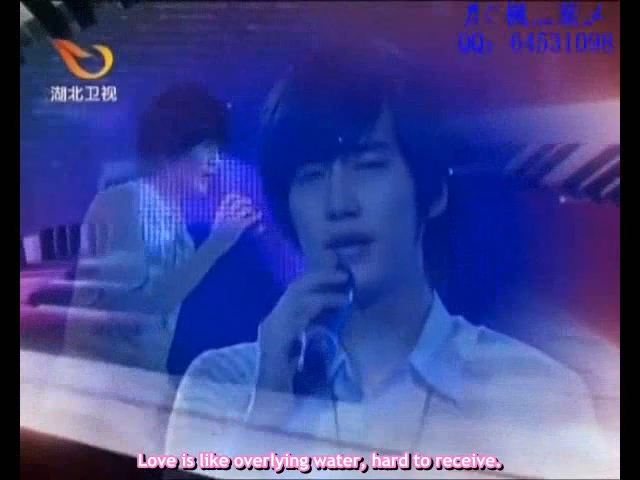 湖北卫视
QQ: 64531098
Love is like overlying water, hard to receive.